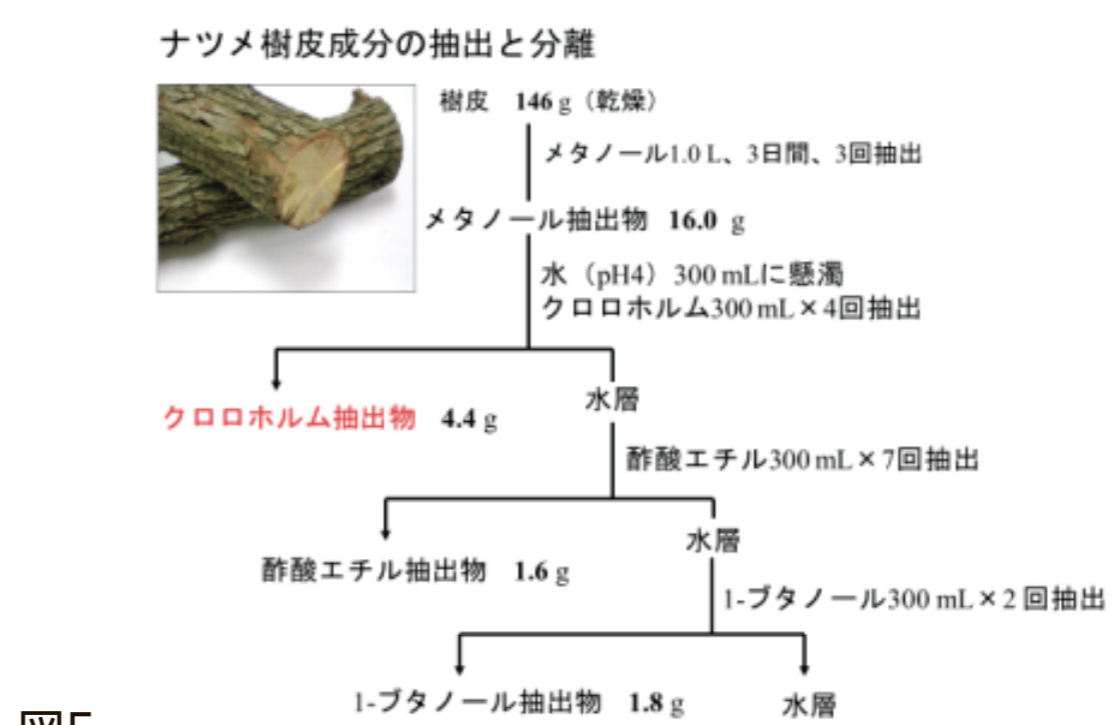 ナツメ樹皮成分の抽出と分離
樹皮 146 g（乾燥）
メタノール1.0 L、3日間、3回抽出
メタノール抽出物 16.0 g
水（pH4）300 mLに懸濁
クロロホルム300 mL×4回抽出
クロロホルム抽出物 4.4 g
水層
酢酸エチル300 mL×7回抽出
酢酸エチル抽出物 1.6 g
水層
1-ブタノール300 mL×2 回抽出
1-ブタノール抽出物 1.8 g
水層
図5